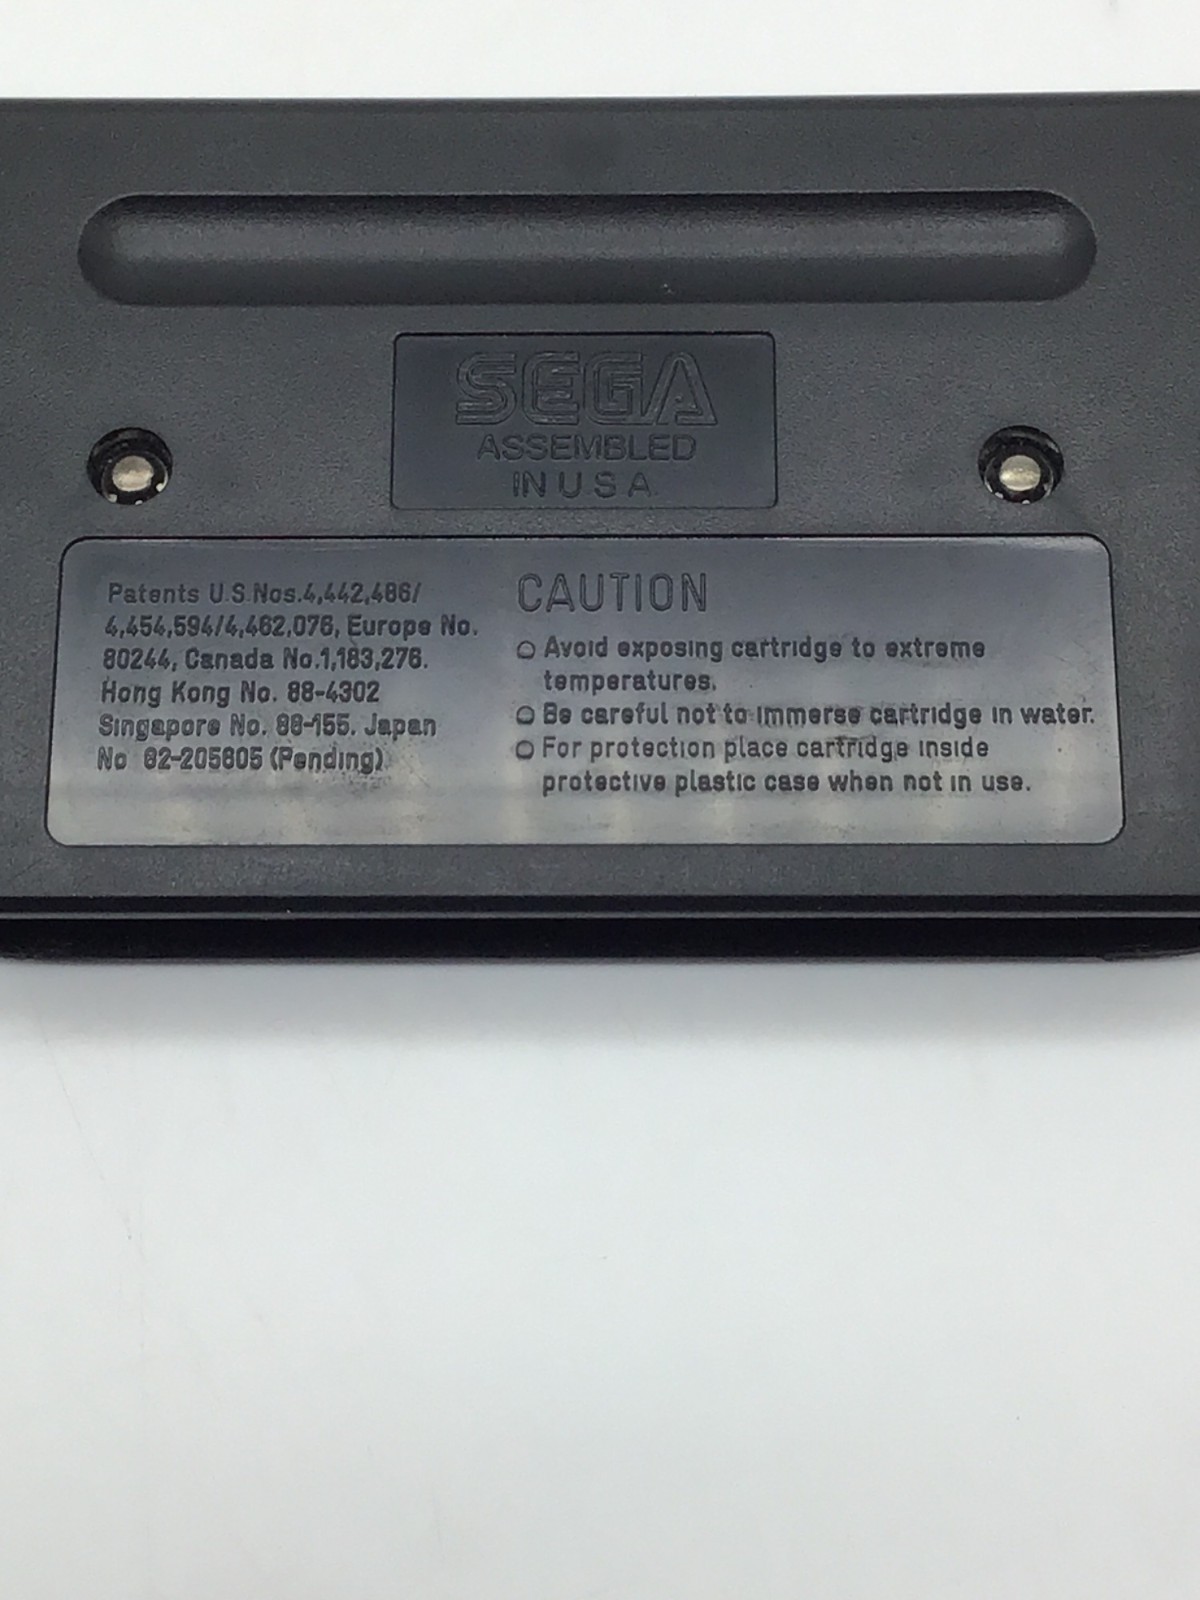 SEGA
ASSEMBLED
IN U S A.
Patents U.S.Nos.4,442,486/
4,454,594/4,462,076, Europe No.
80244, Canada No.1,183,276.
Hong Kong No. 88-4302
Singapore No. 88-155. Japan
No 82-205605 (Pending)
CAUTION
○ Avoid exposing cartridge to extreme
temperatures.
○ Be careful not to immerse cartridge in water.
○ For protection place cartridge inside
protective plastic case when not in use.